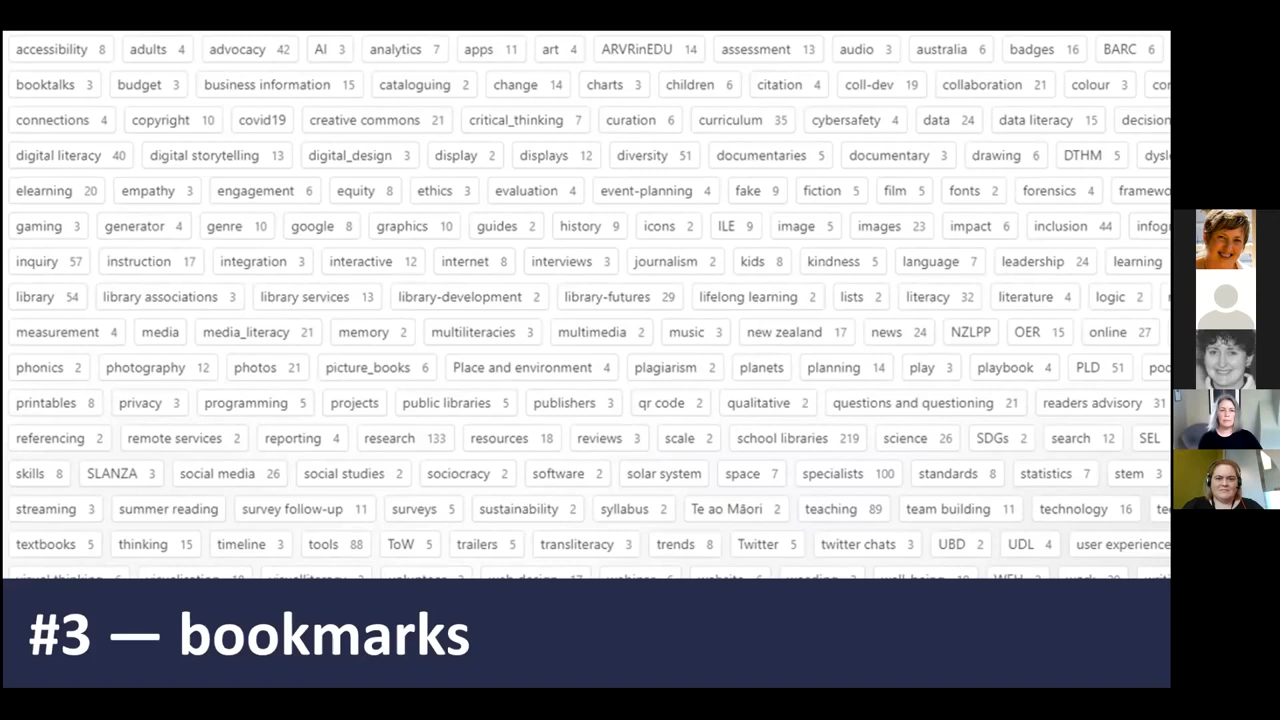 accessibility 8 adults 4 advocacy 42 AI 3 analytics 7 apps 11 art 4 ARVRinEDU 14 assessment 13 audio 3 australia 6 badges 16 BARC 6
booktalks 3 budget 3 business information 15 cataloguing 2 change 14 charts 3 children 6 citation 4 coll-dev 19 collaboration 21 colour 3
connections 4 copyright 10 covid19 creative commons 21 critical_thinking 7 curation 6 curriculum 35 cybersafety 4 data 24 data literacy 15 decision
digital literacy 40 digital storytelling 13 digital_design 3 display 2 displays 12 diversity 51 documentaries 5 documentary 3 drawing 6 DTHM 5 dysl
elearning 20 empathy 3 engagement 6 equity 8 ethics 3 evaluation 4 event-planning 4 fake 9 fiction 5 film 5 fonts 2 forensics 4 framewo
gaming 3 generator 4 genre 10 google 8 graphics 10 guides 2 history 9 icons 2 ILE 9 image 5 images 23 impact 6 inclusion 44 infog
inquiry 57 instruction 17 integration 3 interactive 12 internet 8 interviews 3 journalism 2 kids 8 kindness 5 language 7 leadership 24 learning
library 54 library associations 3 library services 13 library-development 2 library-futures 29 lifelong learning 2 lists 2 literacy 32 literature 4 logic 2
measurement 4 media media_literacy 21 memory 2 multiliteracies 3 multimedia 2 music 3 new zealand 17 news 24 NZLPP OER 15 online 27
phonics 2 photography 12 photos 21 picture_books 6 Place and environment 4 plagiarism 2 planets planning 14 play 3 playbook 4 PLD 51
printables 8 privacy 3 programming 5 projects public libraries 5 publishers 3 qr code 2 qualitative 2 questions and questioning 21 readers advisory 31
referencing 2 remote services 2 reporting 4 research 133 resources 18 reviews 3 scale 2 school libraries 219 science 26 SDGs 2 search 12 SEL
skills 8 SLANZA 3 social media 26 social studies 2 sociocracy 2 software 2 solar system space 7 specialists 100 standards 8 statistics 7 stem 3
streaming 3 summer reading survey follow-up 11 surveys 5 sustainability 2 syllabus 2 Te ao Māori 2 teaching 89 team building 11 technology 16
textbooks 5 thinking 15 timeline 3 tools 88 ToW 5 trailers 5 transliteracy 3 trends 8 Twitter 5 twitter chats 3 UBD 2 UDL 4 user experience
#3 — bookmarks